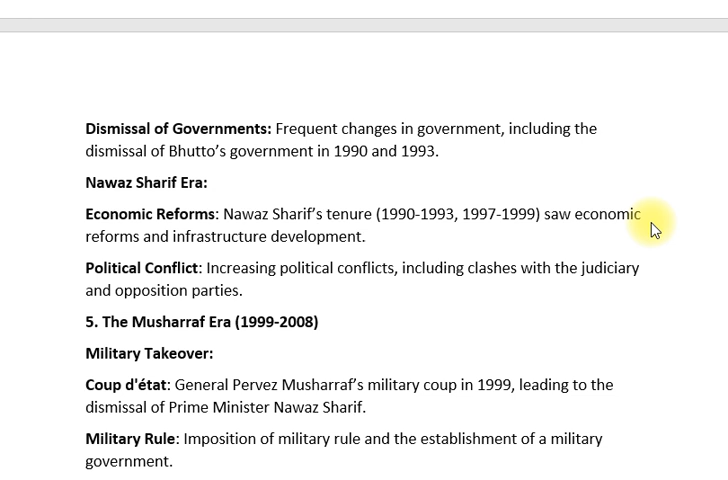 Dismissal of Governments: Frequent changes in government, including the
dismissal of Bhutto’s government in 1990 and 1993.
Nawaz Sharif Era:
Economic Reforms: Nawaz Sharif’s tenure (1990-1993, 1997-1999) saw economic
reforms and infrastructure development.
Political Conflict: Increasing political conflicts, including clashes with the judiciary
and opposition parties.
5. The Musharraf Era (1999-2008)
Military Takeover:
Coup d'état: General Pervez Musharraf’s military coup in 1999, leading to the
dismissal of Prime Minister Nawaz Sharif.
Military Rule: Imposition of military rule and the establishment of a military
government.